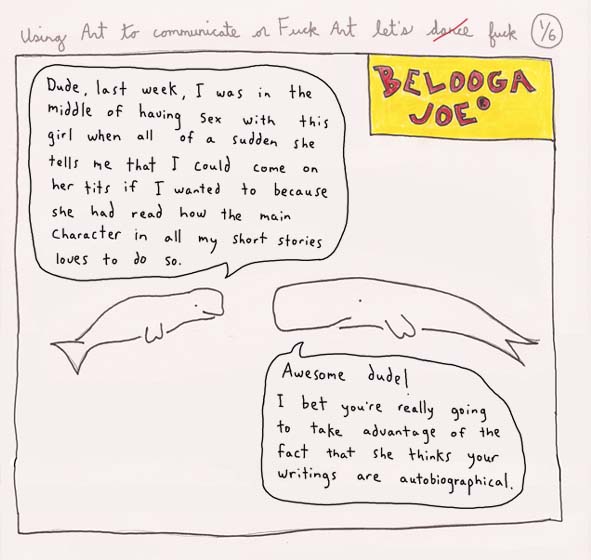 Using Art to communicate or Fuck Art let's dance fuck 1/6
BELOOGA
JOE®
Dude, last week, I was in the
middle of having sex with this
girl when all of a sudden she
tells me that I could come on
her tits if I wanted to because
she had read how the main
character in all my short stories
loves to do so.
Awesome dude!
I bet you're really going
to take advantage of the
fact that she thinks your
writings are autobiographical.